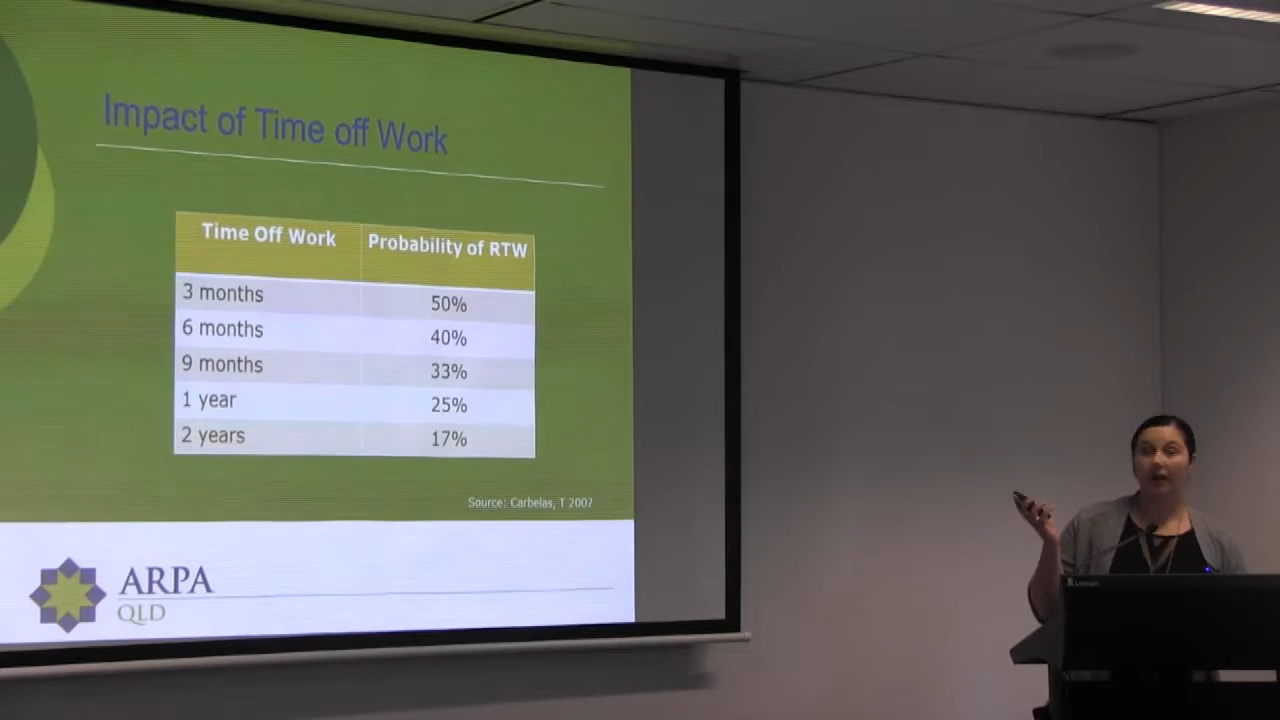 Impact of Time off Work
Time Off Work Probability of RTW
3 months 50%
6 months 40%
9 months 33%
1 year 25%
2 years 17%
Source: Carbelas, T 2007
ARPA
QLD